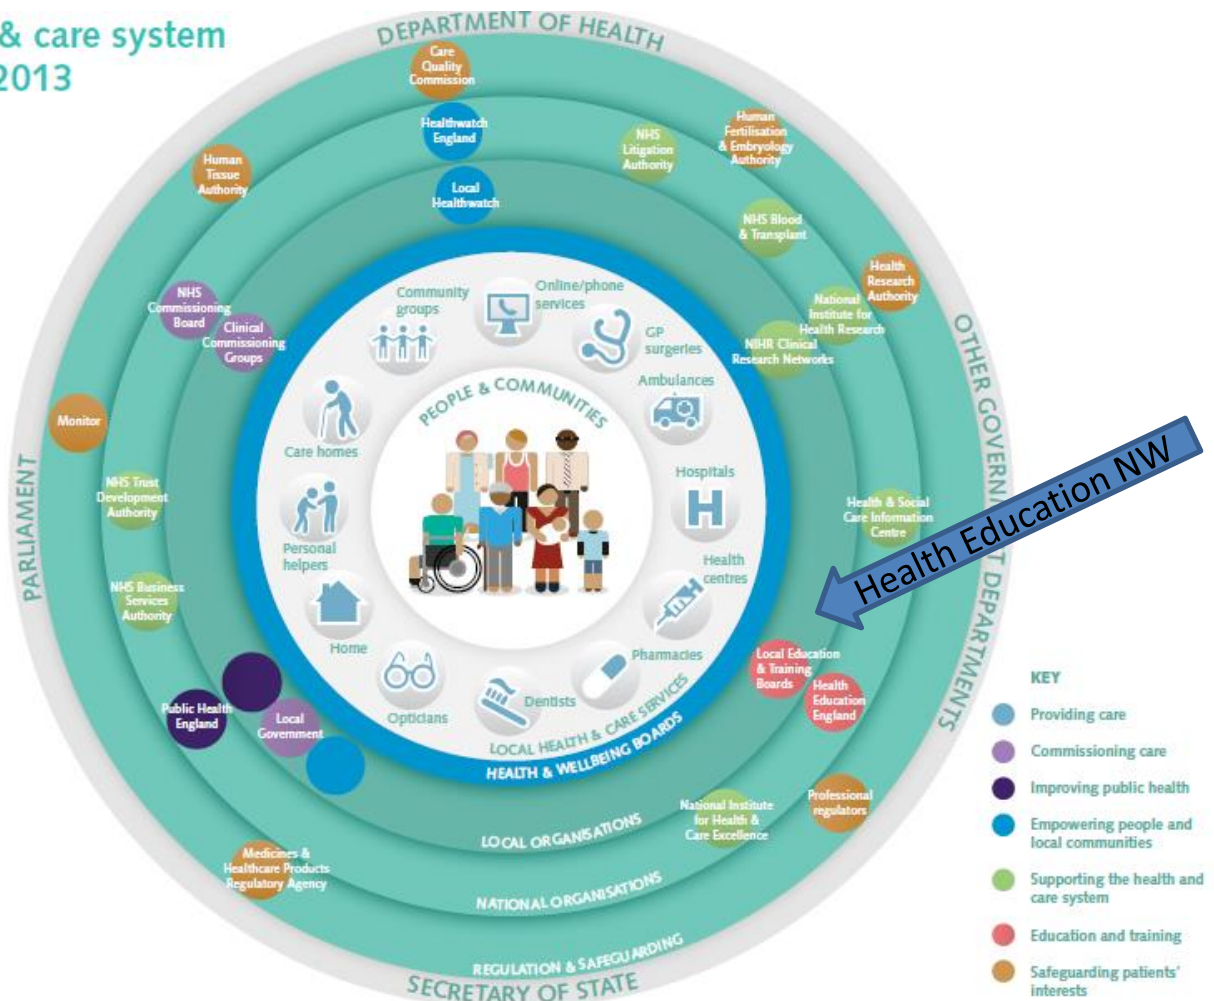 & care system
2013
DEPARTMENT OF HEALTH
Care
Quality
Commission
Healthwatch
England
Local
Healthwatch
NHS
Litigation
Authority
Human
Fertilisation
& Embryology
Authority
Human
Tissue
Authority
NHS Blood
& Transplant
Health
Research
Authority
National
Institute for
Health Research
NIHR Clinical
Research Networks
NHS
Commissioning
Board
Clinical
Commissioning
Groups
Community
groups
Online/phone
services
GP
surgeries
Ambulances
PEOPLE & COMMUNITIES
Care homes
Hospitals
H
Personal
helpers
Health
centres
Home
Pharmacies
Opticians
Dentists
LOCAL HEALTH & CARE SERVICES
HEALTH & WELLBEING BOARDS
LOCAL ORGANISATIONS
NATIONAL ORGANISATIONS
REGULATION & SAFEGUARDING
SECRETARY OF STATE
PARLIAMENT
OTHER GOVERN T DEPARTMENTS
Monitor
NHS Trust
Development
Authority
NHS Business
Services
Authority
Public Health
England
Local
Government
Medicines &
Healthcare Products
Regulatory Agency
Health & Social
Care Information
Centre
Health Education NW
Local Education
& Training
Boards
Health
Education
England
National Institute
for Health &
Care Excellence
Professional
regulators
KEY
Providing care
Commissioning care
Improving public health
Empowering people and
local communities
Supporting the health and
care system
Education and training
Safeguarding patients'
interests